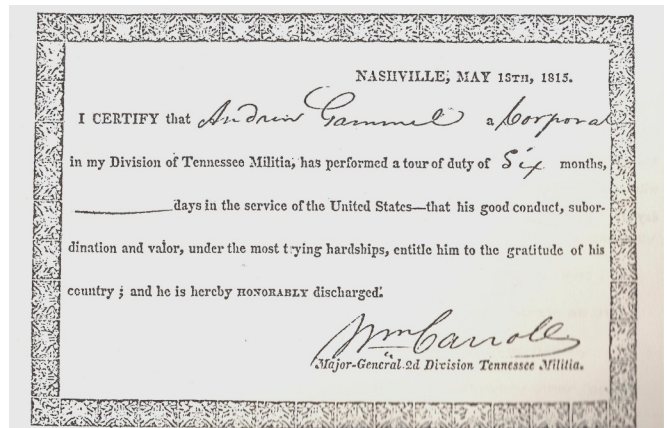 NASHVILLE, MAY 13TH, 1815.
I CERTIFY that Andrew Gammel a Corporal
in my Division of Tennessee Militia, has performed a tour of duty of Six months,
days in the service of the United States—that his good conduct, subor-
dination and valor, under the most trying hardships, entitle him to the gratitude of his
country; and he is hereby HONORABLY discharged.
Wm Carroll
Major-General 2d Division Tennessee Militia.